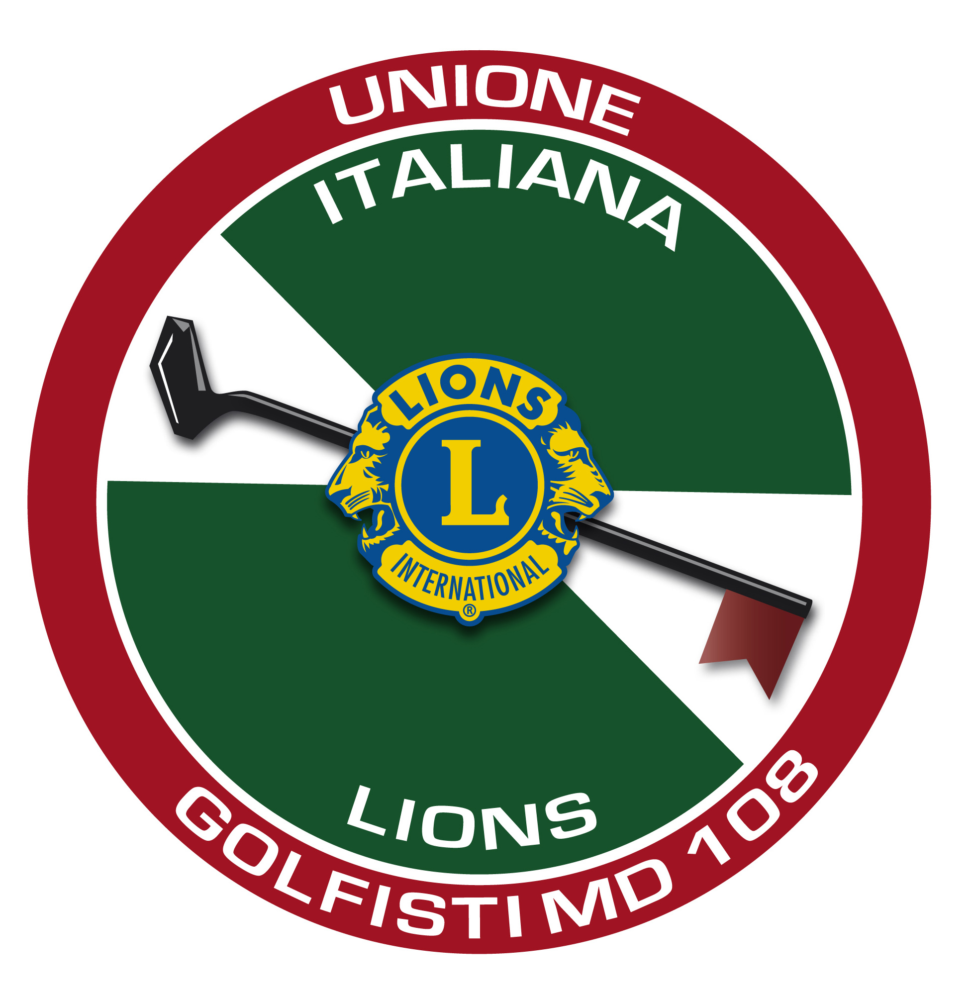 UNIONE
ITALIANA
LIONS
L
INTERNATIONAL
®
LIONS
GOLFISTI MD 108